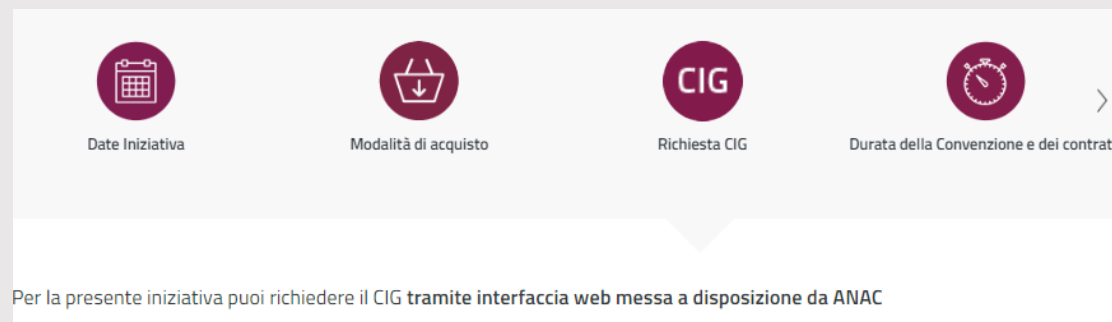 CIG
Date Iniziativa
Modalità di acquisto
Richiesta CIG
Durata della Convenzione e dei contrat
Per la presente iniziativa puoi richiedere il CIG tramite interfaccia web messa a disposizione da ANAC